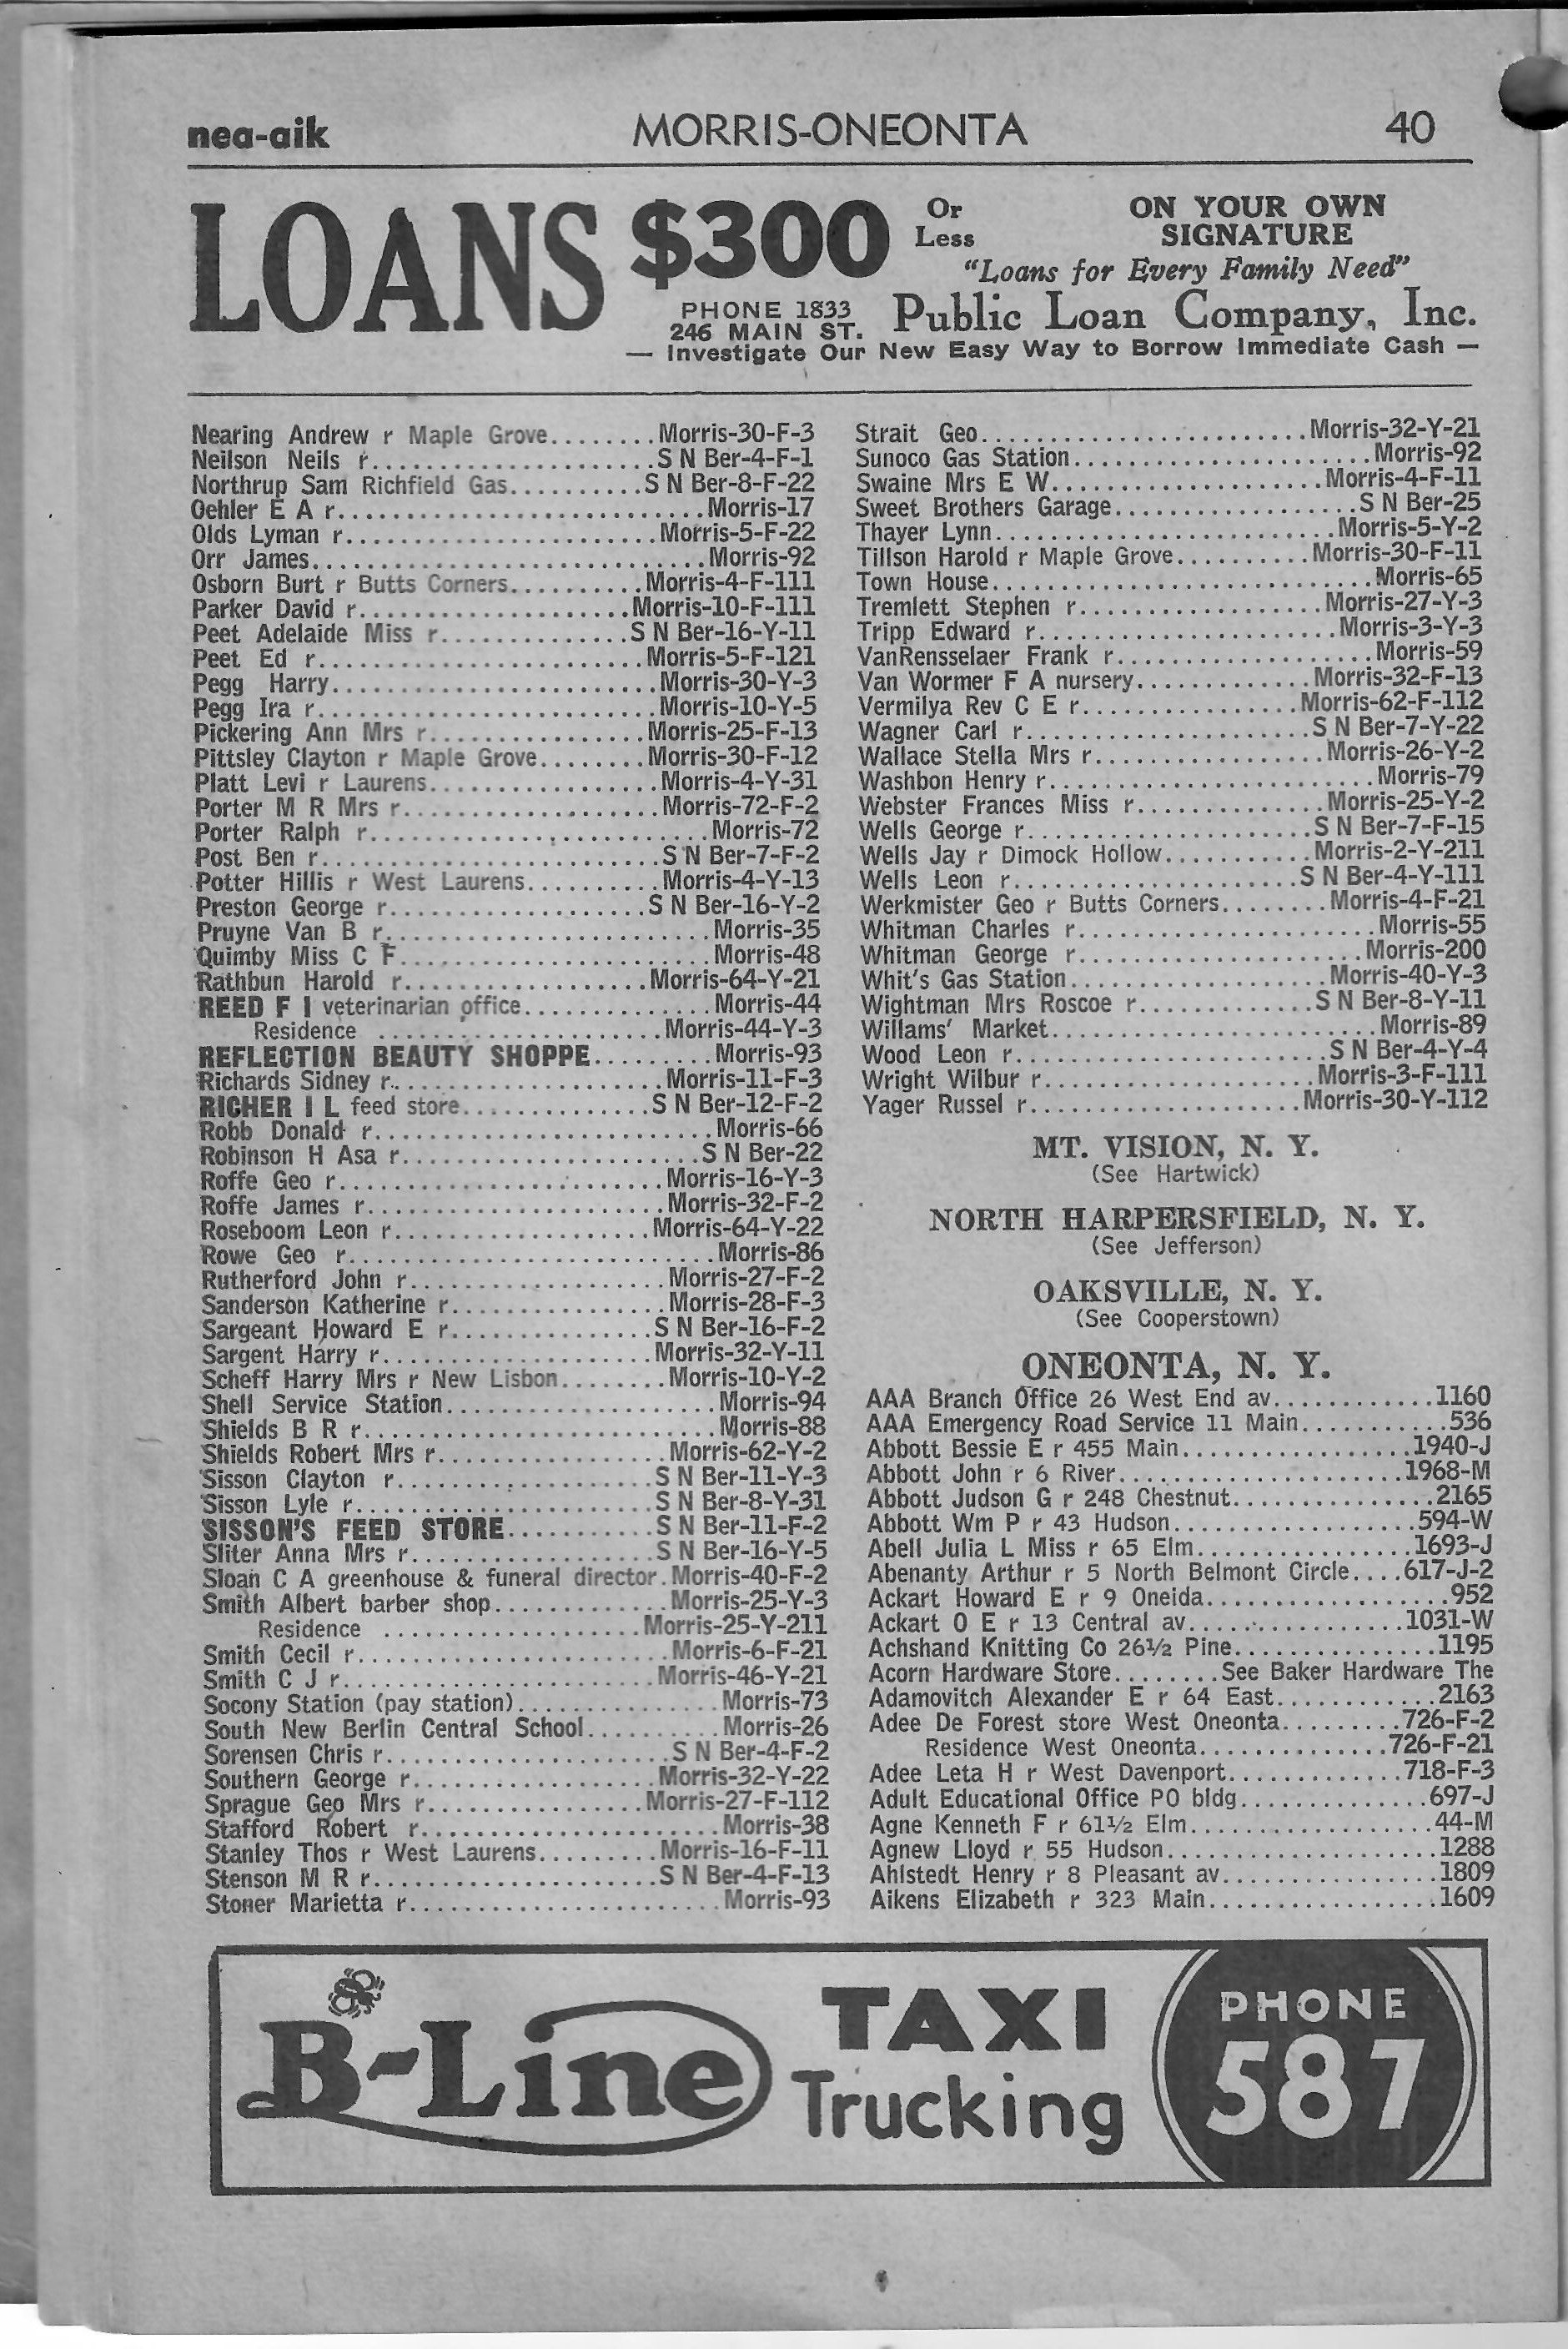 nea-aik MORRIS-ONEONTA 40
LOANS $300 Or Less
ON YOUR OWN
SIGNATURE
"Loans for Every Family Need"
PHONE 1833
246 MAIN ST.
Public Loan Company, Inc.
— Investigate Our New Easy Way to Borrow Immediate Cash —
Nearing Andrew r Maple Grove........Morris-30-F-3
Neilson Neils r.....................S N Ber-4-F-1
Northrup Sam Richfield Gas..........S N Ber-8-F-22
Oehler E A r...........................Morris-17
Olds Lyman r.......................Morris-5-F-22
Orr James.............................Morris-92
Osborn Burt r Butts Corners..........Morris-4-F-111
Parker David r....................Morris-10-F-111
Peet Adelaide Miss r..............S N Ber-16-Y-11
Peet Ed r........................Morris-5-F-121
Pegg Harry........................Morris-30-Y-3
Pegg Ira r.........................Morris-10-Y-5
Pickering Ann Mrs r................Morris-25-F-13
Pittsley Clayton r Maple Grove........Morris-30-F-12
Platt Levi r Laurens.................Morris-4-Y-31
Porter M R Mrs r...................Morris-72-F-2
Porter Ralph r.........................Morris-72
Post Ben r.........................S N Ber-7-F-2
Potter Hillis r West Laurens..........Morris-4-Y-13
Preston George r...................S N Ber-16-Y-2
Pruyne Van B r........................Morris-35
Quimby Miss C F.......................Morris-48
Rathbun Harold r..................Morris-64-Y-21
REED F I veterinarian office..............Morris-44
Residence .....................Morris-44-Y-3
REFLECTION BEAUTY SHOPPE.........Morris-93
Richards Sidney r....................Morris-11-F-3
RICHER I L feed store..............S N Ber-12-F-2
Robb Donald r.........................Morris-66
Robinson H Asa r......................S N Ber-22
Roffe Geo r........................Morris-16-Y-3
Roffe James r......................Morris-32-F-2
Roseboom Leon r...................Morris-64-Y-22
Rowe Geo r...........................Morris-86
Rutherford John r...................Morris-27-F-2
Sanderson Katherine r................Morris-28-F-3
Sargeant Howard E r...............S N Ber-16-F-2
Sargent Harry r....................Morris-32-Y-11
Scheff Harry Mrs r New Lisbon........Morris-10-Y-2
Shell Service Station....................Morris-94
Shields B R r..........................Morris-88
Shields Robert Mrs r.................Morris-62-Y-2
Sisson Clayton r...................S N Ber-11-Y-3
Sisson Lyle r......................S N Ber-8-Y-31
SISSON'S FEED STORE...........S N Ber-11-F-2
Sliter Anna Mrs r..................S N Ber-16-Y-5
Sloan C A greenhouse & funeral director.Morris-40-F-2
Smith Albert barber shop.............Morris-25-Y-3
Residence ...................Morris-25-Y-211
Smith Cecil r.......................Morris-6-F-21
Smith C J r.......................Morris-46-Y-21
Socony Station (pay station)...............Morris-73
South New Berlin Central School..........Morris-26
Sorensen Chris r.....................S N Ber-4-F-2
Southern George r..................Morris-32-Y-22
Sprague Geo Mrs r................Morris-27-F-112
Stafford Robert r......................Morris-38
Stanley Thos r West Laurens.........Morris-16-F-11
Stenson M R r.....................S N Ber-4-F-13
Stoner Marietta r.......................Morris-93
Strait Geo........................Morris-32-Y-21
Sunoco Gas Station......................Morris-92
Swaine Mrs E W....................Morris-4-F-11
Sweet Brothers Garage..................S N Ber-25
Thayer Lynn.........................Morris-5-Y-2
Tillson Harold r Maple Grove..........Morris-30-F-11
Town House............................Morris-65
Tremlett Stephen r..................Morris-27-Y-3
Tripp Edward r......................Morris-3-Y-3
VanRensselaer Frank r...................Morris-59
Van Wormer F A nursery.............Morris-32-F-13
Vermilya Rev C E r................Morris-62-F-112
Wagner Carl r.....................S N Ber-7-Y-22
Wallace Stella Mrs r.................Morris-26-Y-2
Washbon Henry r........................Morris-79
Webster Frances Miss r..............Morris-25-Y-2
Wells George r.....................S N Ber-7-F-15
Wells Jay r Dimock Hollow...........Morris-2-Y-211
Wells Leon r.....................S N Ber-4-Y-111
Werkmister Geo r Butts Corners........Morris-4-F-21
Whitman Charles r......................Morris-55
Whitman George r.....................Morris-200
Whit's Gas Station...................Morris-40-Y-3
Wightman Mrs Roscoe r.............S N Ber-8-Y-11
Willams' Market........................Morris-89
Wood Leon r.......................S N Ber-4-Y-4
Wright Wilbur r....................Morris-3-F-111
Yager Russel r....................Morris-30-Y-112
MT. VISION, N. Y.
(See Hartwick)
NORTH HARPERSFIELD, N. Y.
(See Jefferson)
OAKSVILLE, N. Y.
(See Cooperstown)
ONEONTA, N. Y.
AAA Branch Office 26 West End av............1160
AAA Emergency Road Service 11 Main...........536
Abbott Bessie E r 455 Main.................1940-J
Abbott John r 6 River.....................1968-M
Abbott Judson G r 248 Chestnut...............2165
Abbott Wm P r 43 Hudson..................594-W
Abell Julia L Miss r 65 Elm................1693-J
Abenanty Arthur r 5 North Belmont Circle....617-J-2
Ackart Howard E r 9 Oneida..................952
Ackart O E r 13 Central av................1031-W
Achshand Knitting Co 26½ Pine...............1195
Acorn Hardware Store........See Baker Hardware The
Adamovitch Alexander E r 64 East............2163
Adee De Forest store West Oneonta.........726-F-2
Residence West Oneonta..............726-F-21
Adee Leta H r West Davenport.............718-F-3
Adult Educational Office PO bldg..............697-J
Agne Kenneth F r 61½ Elm..................44-M
Agnew Lloyd r 55 Hudson....................1288
Ahlstedt Henry r 8 Pleasant av................1809
Aikens Elizabeth r 323 Main.................1609
B-Line TAXI
Trucking
PHONE
587